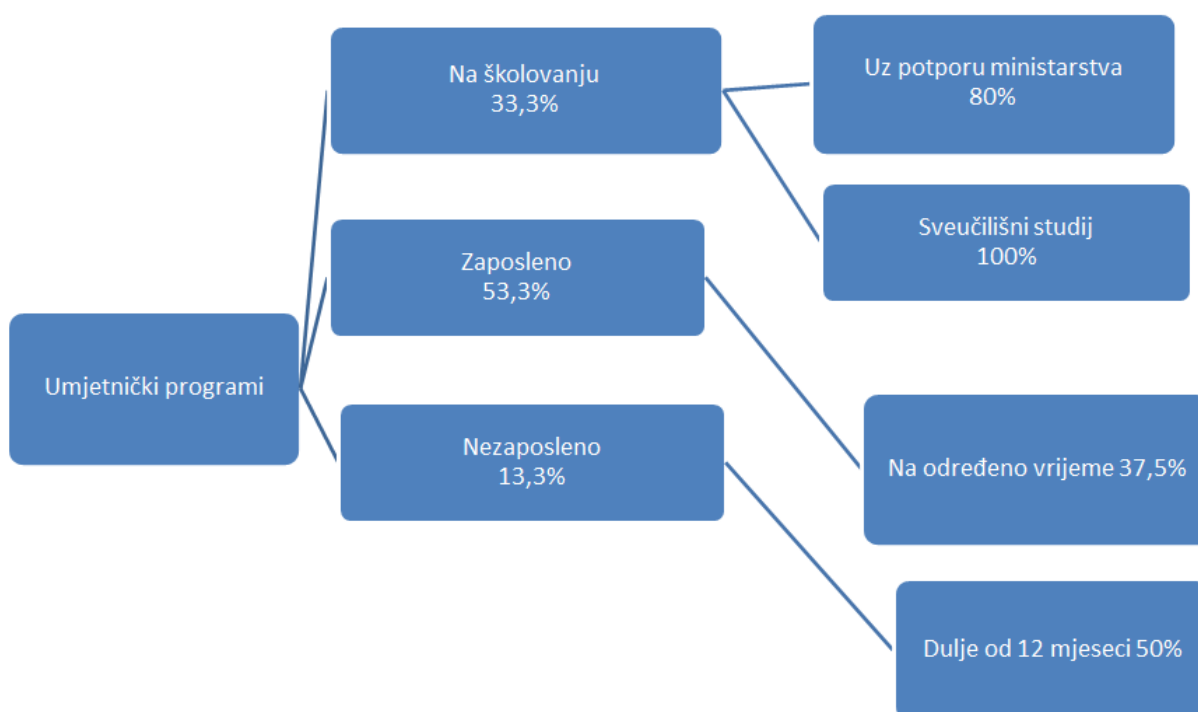 Umjetnički programi
Na školovanju
33,3%
Uz potporu ministarstva
80%
Sveučilišni studij
100%
Zaposleno
53,3%
Na određeno vrijeme 37,5%
Nezaposleno
13,3%
Dulje od 12 mjeseci 50%